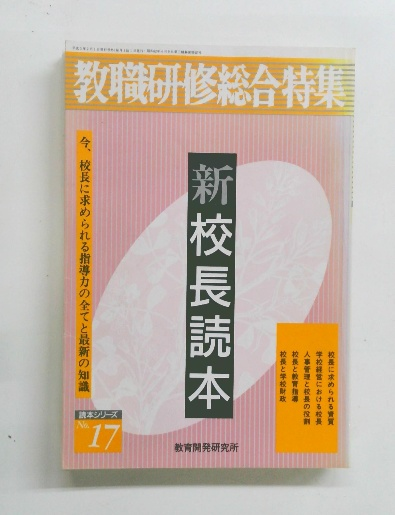 教職研修総合特集
今、校長に求められる指導力の全てと最新の知識
新校長読本
校長に求められる資質
学校経営における校長
人事管理と校長の役割
校長と教育指導
校長と学校財政
読本シリーズ
No.17
教育開発研究所